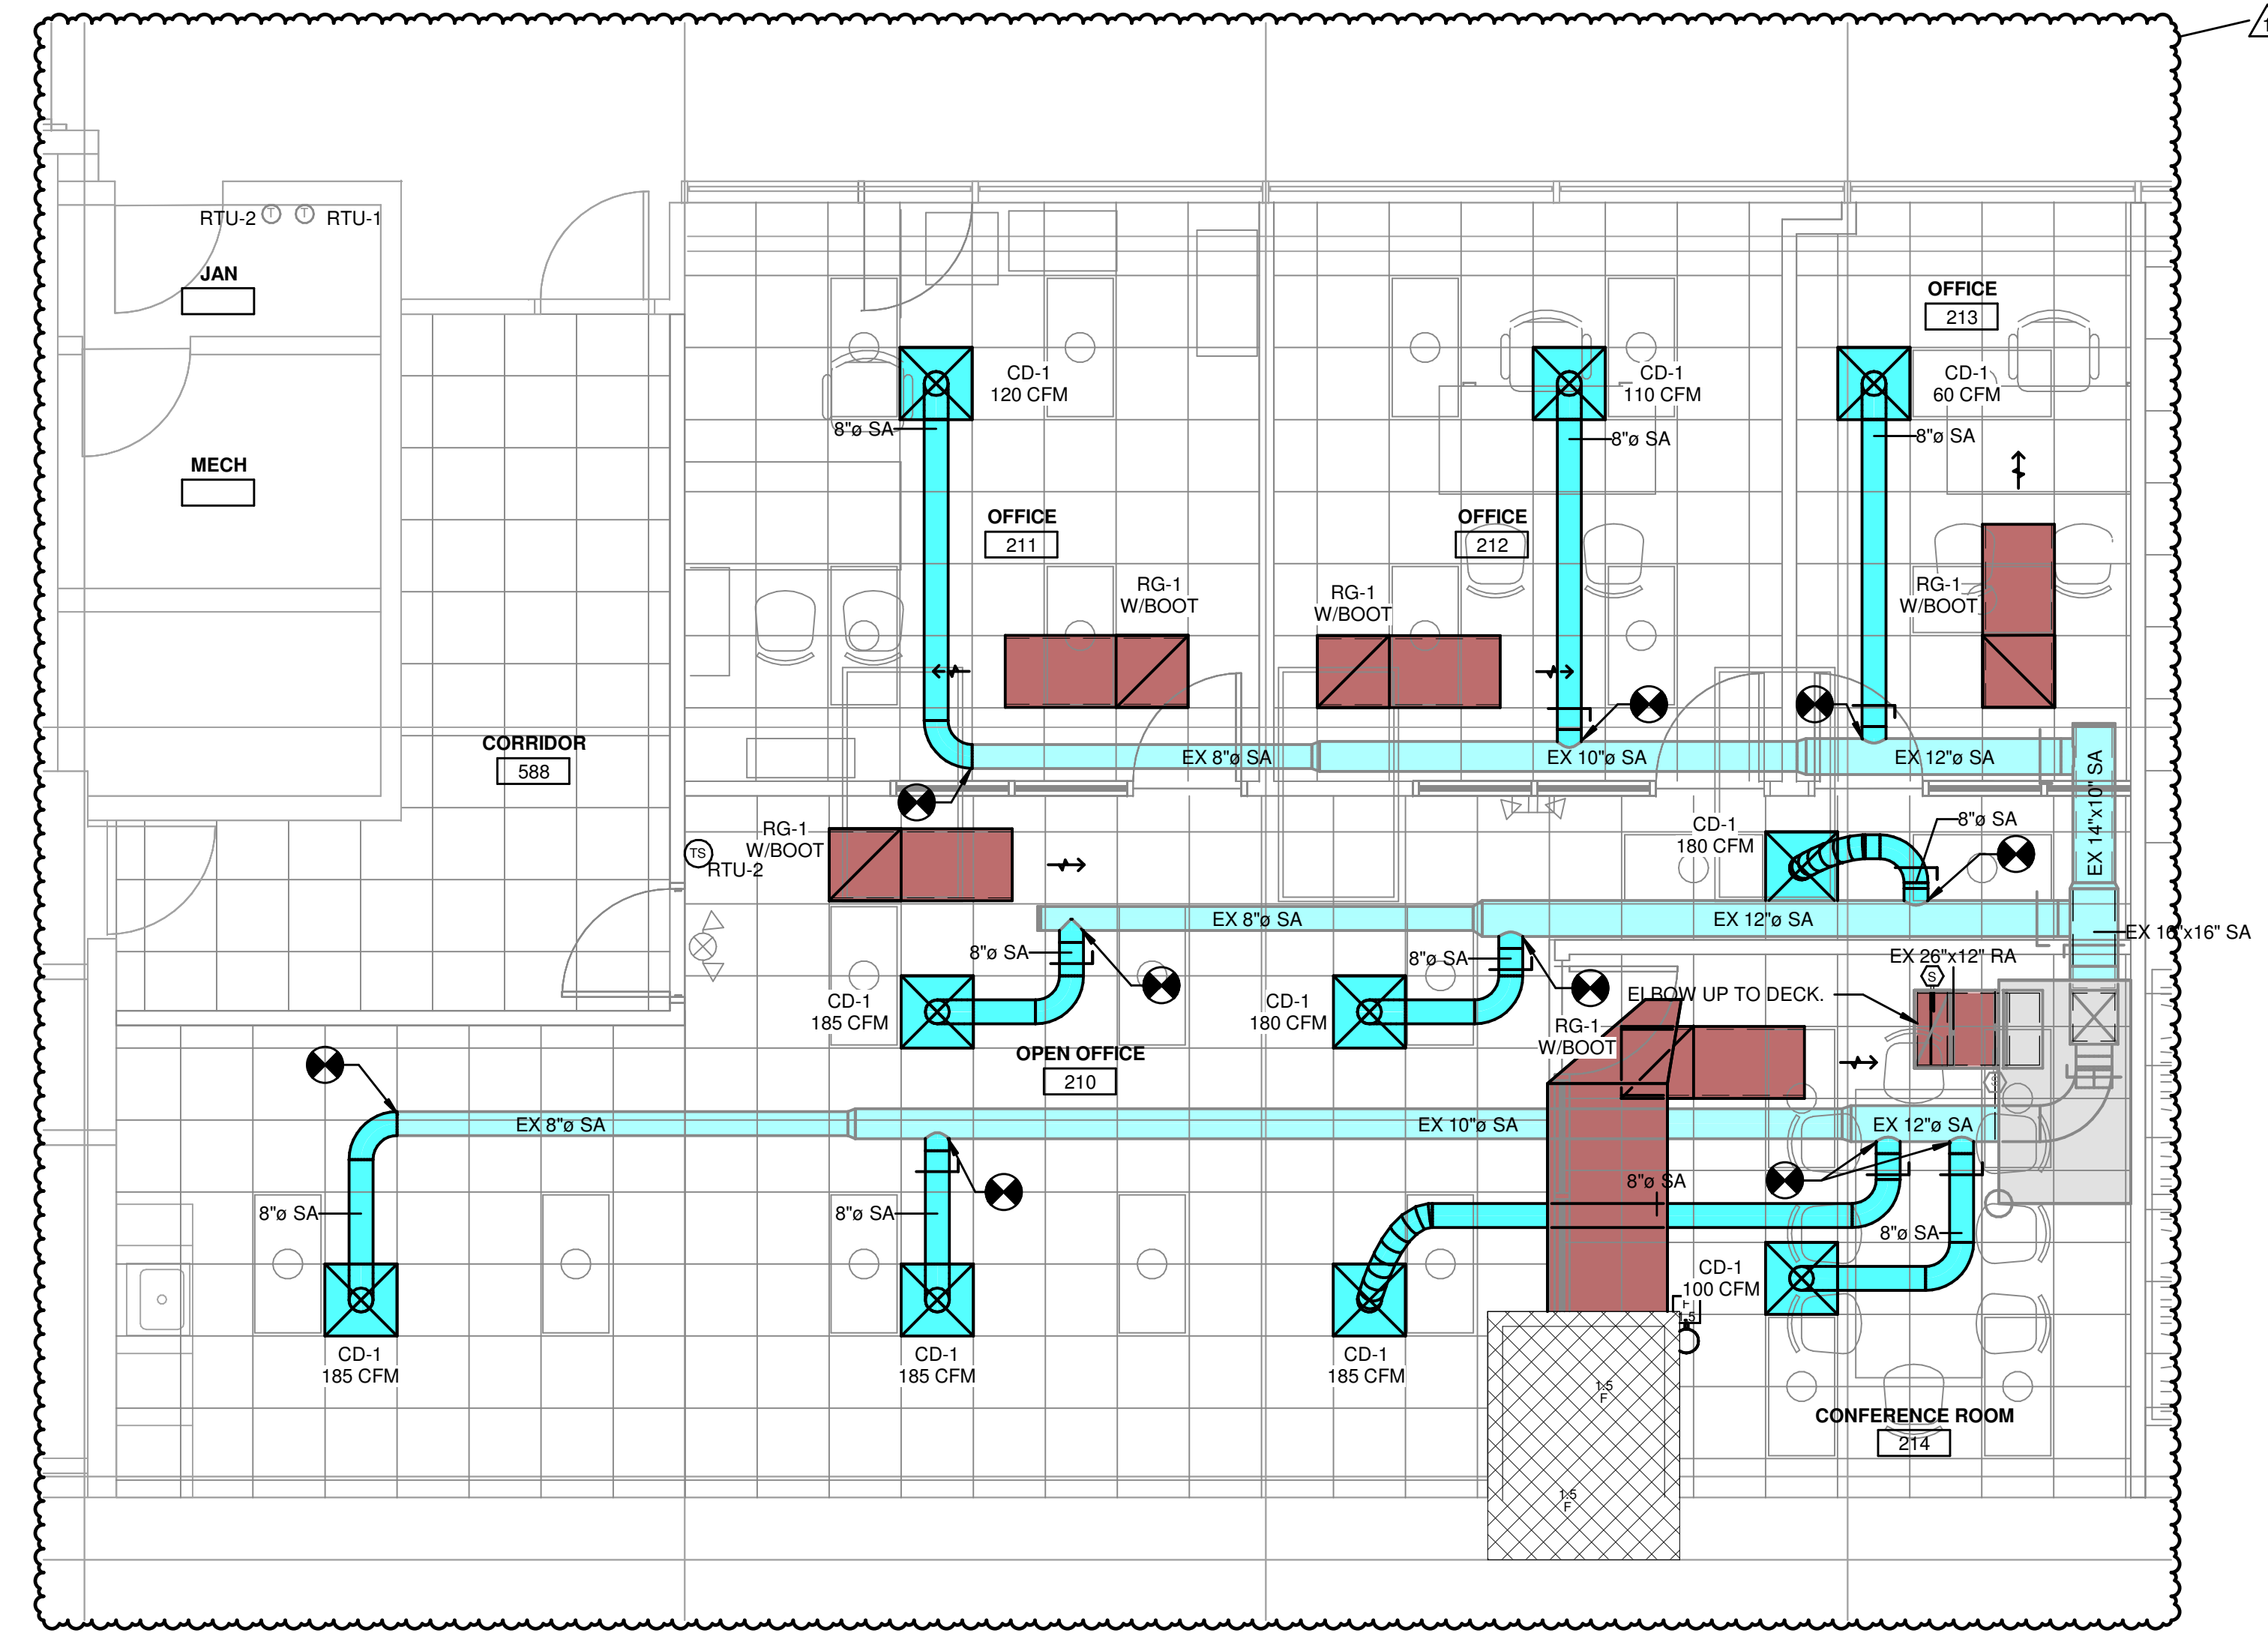 1
RTU-2
T
T
RTU-1
JAN
MECH
CORRIDOR
588
OFFICE
213
CD-1
120 CFM
CD-1
110 CFM
CD-1
60 CFM
8"ø SA
8"ø SA
8"ø SA
OFFICE
211
OFFICE
212
RG-1
W/BOOT
RG-1
W/BOOT
RG-1
W/BOOT
EX 8"ø SA
EX 10"ø SA
EX 12"ø SA
EX 14"x10" SA
TS
RTU-2
RG-1
W/BOOT
CD-1
180 CFM
8"ø SA
EX 8"ø SA
EX 12"ø SA
EX 16"x16" SA
8"ø SA
8"ø SA
EX 26"x12" RA
S
ELBOW UP TO DECK.
CD-1
185 CFM
CD-1
180 CFM
RG-1
W/BOOT
OPEN OFFICE
210
S
EX 8"ø SA
EX 10"ø SA
EX 12"ø SA
8"ø SA
8"ø SA
8"ø SA
8"ø SA
CD-1
100 CFM
CD-1
185 CFM
CD-1
185 CFM
CD-1
185 CFM
1.5
F
CONFERENCE ROOM
214
1.5
F